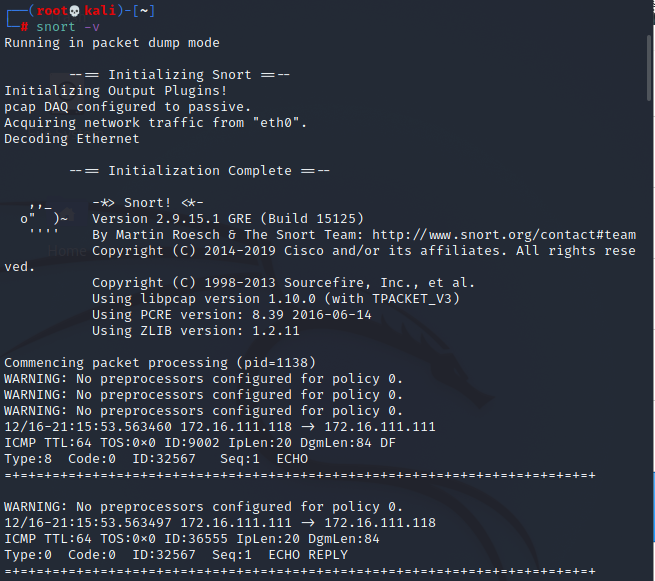 ┌──(root💀kali)-[~]
└─# snort -v
Running in packet dump mode
--== Initializing Snort ==--
Initializing Output Plugins!
pcap DAQ configured to passive.
Acquiring network traffic from "eth0".
Decoding Ethernet
--== Initialization Complete ==--
,,_ -*> Snort! <*-
o" )~ Version 2.9.15.1 GRE (Build 15125)
'''' By Martin Roesch & The Snort Team: http://www.snort.org/contact#team
Copyright (C) 2014-2019 Cisco and/or its affiliates. All rights rese
ved.
Copyright (C) 1998-2013 Sourcefire, Inc., et al.
Using libpcap version 1.10.0 (with TPACKET_V3)
Using PCRE version: 8.39 2016-06-14
Using ZLIB version: 1.2.11
Commencing packet processing (pid=1138)
WARNING: No preprocessors configured for policy 0.
WARNING: No preprocessors configured for policy 0.
WARNING: No preprocessors configured for policy 0.
12/16-21:15:53.563460 172.16.111.118 -> 172.16.111.111
ICMP TTL:64 TOS:0×0 ID:9002 IpLen:20 DgmLen:84 DF
Type:8 Code:0 ID:32567 Seq:1 ECHO
=+=+=+=+=+=+=+=+=+=+=+=+=+=+=+=+=+=+=+=+=+=+=+=+=+=+=+=+=+=+=+=+=+=+=+=+=+
WARNING: No preprocessors configured for policy 0.
12/16-21:15:53.563497 172.16.111.111 -> 172.16.111.118
ICMP TTL:64 TOS:0×0 ID:36555 IpLen:20 DgmLen:84
Type:0 Code:0 ID:32567 Seq:1 ECHO REPLY
=+=+=+=+=+=+=+=+=+=+=+=+=+=+=+=+=+=+=+=+=+=+=+=+=+=+=+=+=+=+=+=+=+=+=+=+=+
Home